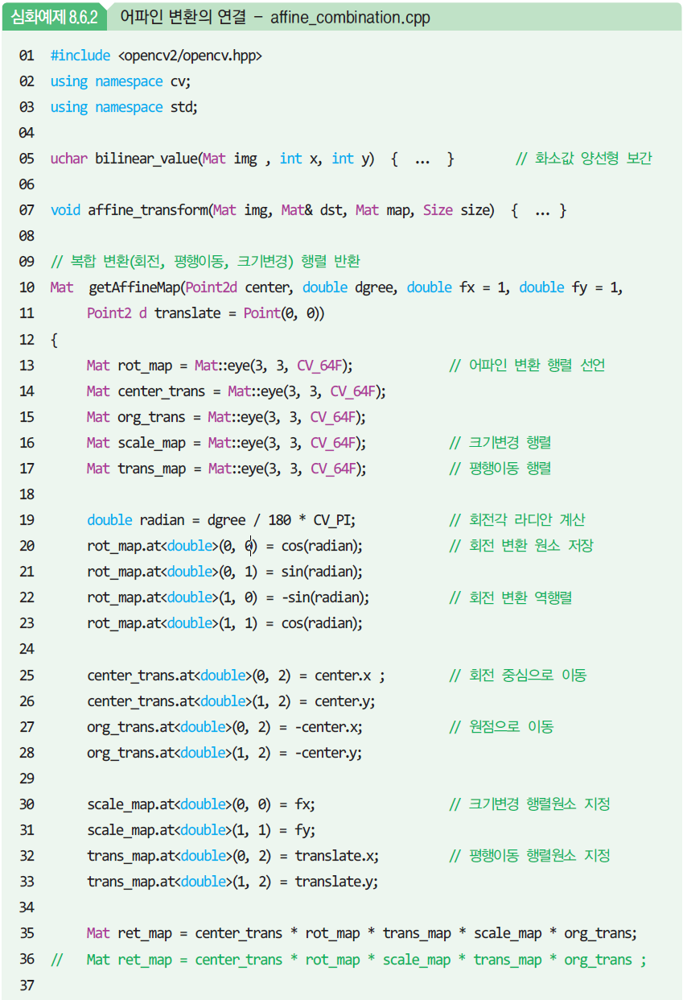 심화예제 8.6.2 어파인 변환의 연결 - affine_combination.cpp
01 #include <opencv2/opencv.hpp>
02 using namespace cv;
03 using namespace std;
04
05 uchar bilinear_value(Mat img , int x, int y) { ... } // 화소값 양선형 보간
06
07 void affine_transform(Mat img, Mat& dst, Mat map, Size size) { ... }
08
09 // 복합 변환(회전, 평행이동, 크기변경) 행렬 반환
10 Mat getAffineMap(Point2d center, double dgree, double fx = 1, double fy = 1,
11 Point2 d translate = Point(0, 0))
12 {
13 Mat rot_map = Mat::eye(3, 3, CV_64F); // 어파인 변환 행렬 선언
14 Mat center_trans = Mat::eye(3, 3, CV_64F);
15 Mat org_trans = Mat::eye(3, 3, CV_64F);
16 Mat scale_map = Mat::eye(3, 3, CV_64F); // 크기변경 행렬
17 Mat trans_map = Mat::eye(3, 3, CV_64F); // 평행이동 행렬
18
19 double radian = dgree / 180 * CV_PI; // 회전각 라디안 계산
20 rot_map.at<double>(0, 0) = cos(radian); // 회전 변환 원소 저장
21 rot_map.at<double>(0, 1) = sin(radian);
22 rot_map.at<double>(1, 0) = -sin(radian); // 회전 변환 역행렬
23 rot_map.at<double>(1, 1) = cos(radian);
24
25 center_trans.at<double>(0, 2) = center.x ; // 회전 중심으로 이동
26 center_trans.at<double>(1, 2) = center.y;
27 org_trans.at<double>(0, 2) = -center.x; // 원점으로 이동
28 org_trans.at<double>(1, 2) = -center.y;
29
30 scale_map.at<double>(0, 0) = fx; // 크기변경 행렬원소 지정
31 scale_map.at<double>(1, 1) = fy;
32 trans_map.at<double>(0, 2) = translate.x; // 평행이동 행렬원소 지정
33 trans_map.at<double>(1, 2) = translate.y;
34
35 Mat ret_map = center_trans * rot_map * trans_map * scale_map * org_trans;
36 // Mat ret_map = center_trans * rot_map * scale_map * trans_map * org_trans ;
37